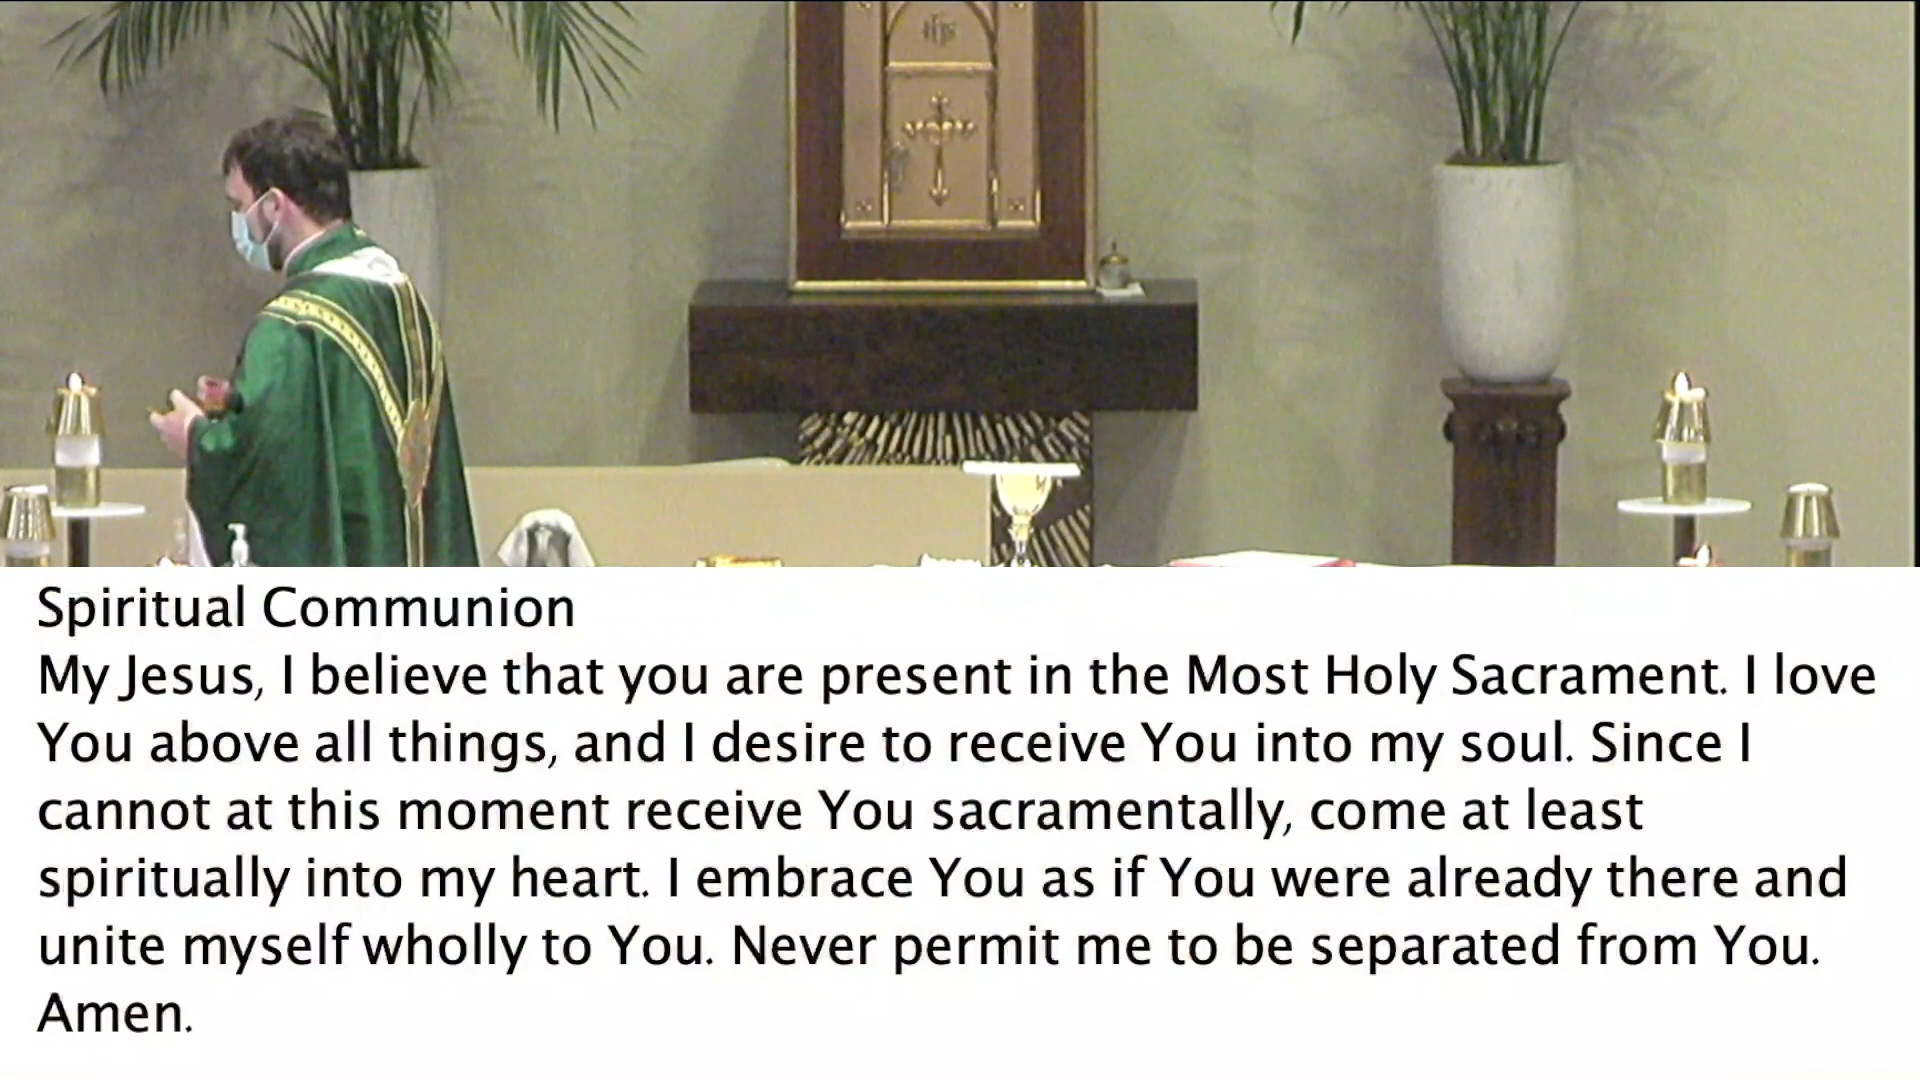 IHS
Spiritual Communion
My Jesus, I believe that you are present in the Most Holy Sacrament. I love
You above all things, and I desire to receive You into my soul. Since I
cannot at this moment receive You sacramentally, come at least
spiritually into my heart. I embrace You as if You were already there and
unite myself wholly to You. Never permit me to be separated from You.
Amen.